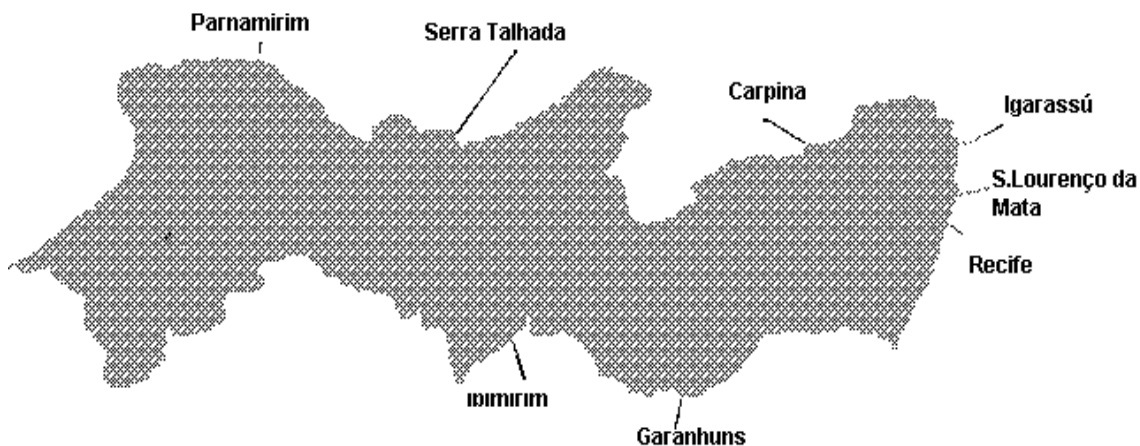 Parnamirim
Serra Talhada
Carpina
Igarassú
S.Lourenço da
Mata
Recife
Ibimirim
Garanhuns